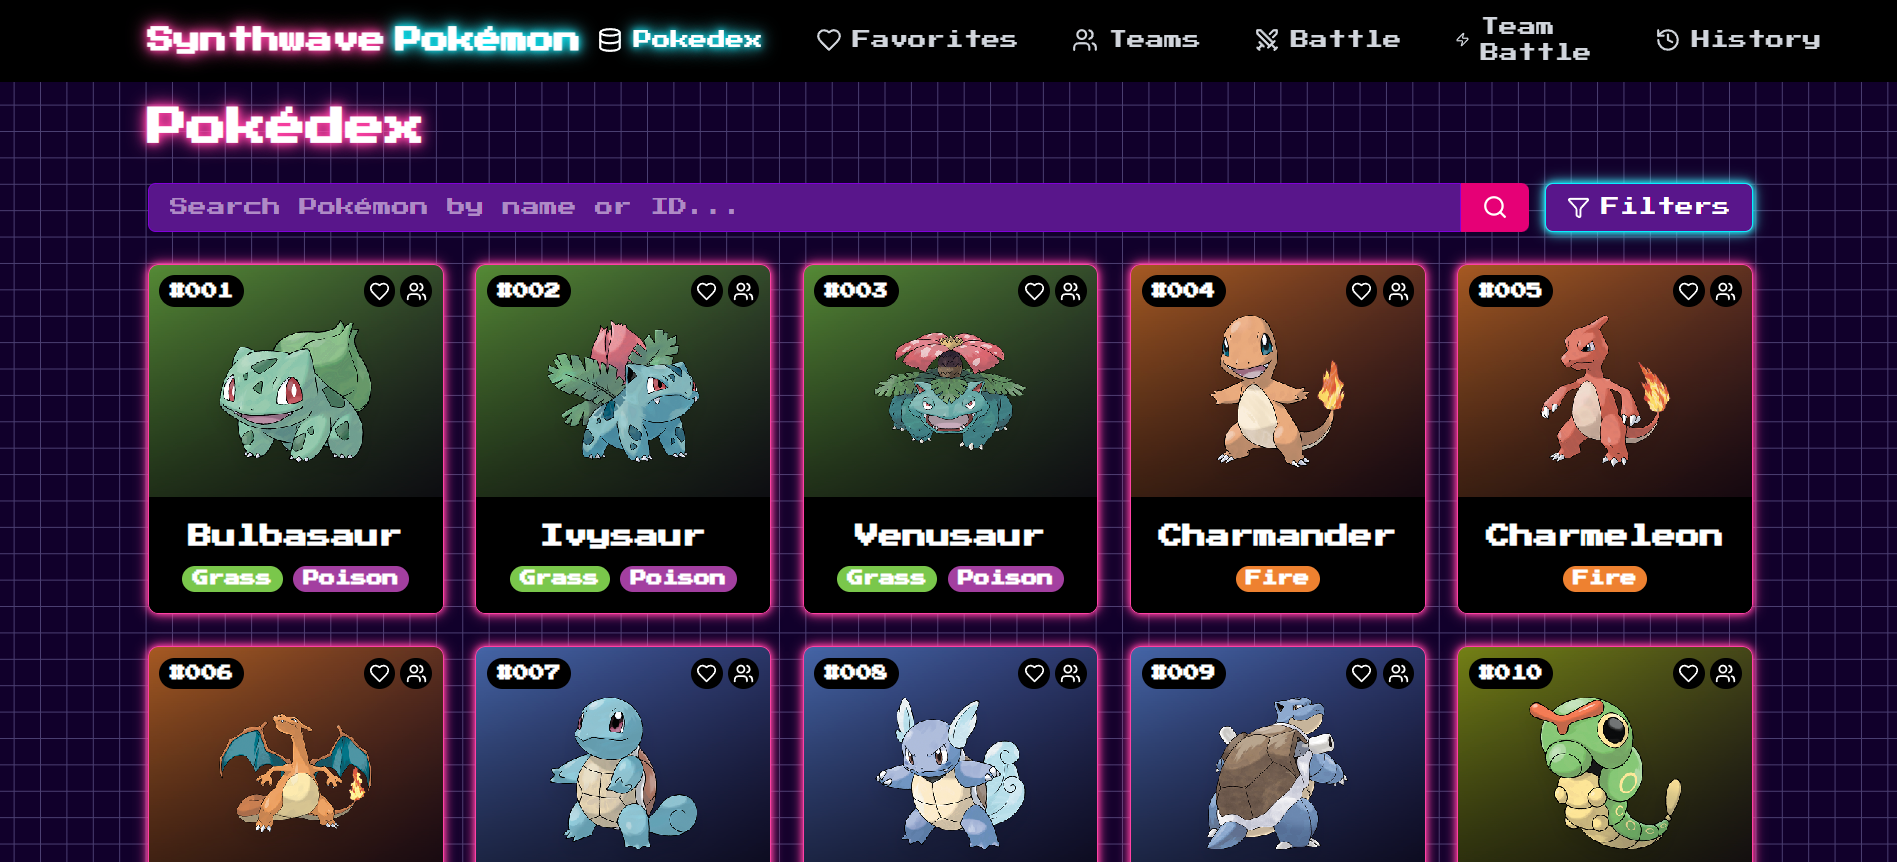 Synthwave Pokémon Pokedex Favorites Teams Battle Team Battle History
Pokédex
Search Pokémon by name or ID... Filters
#001 #002 #003 #004 #005
Bulbasaur Ivysaur Venusaur Charmander Charmeleon
Grass Poison Grass Poison Grass Poison Fire Fire
#006 #007 #008 #009 #010